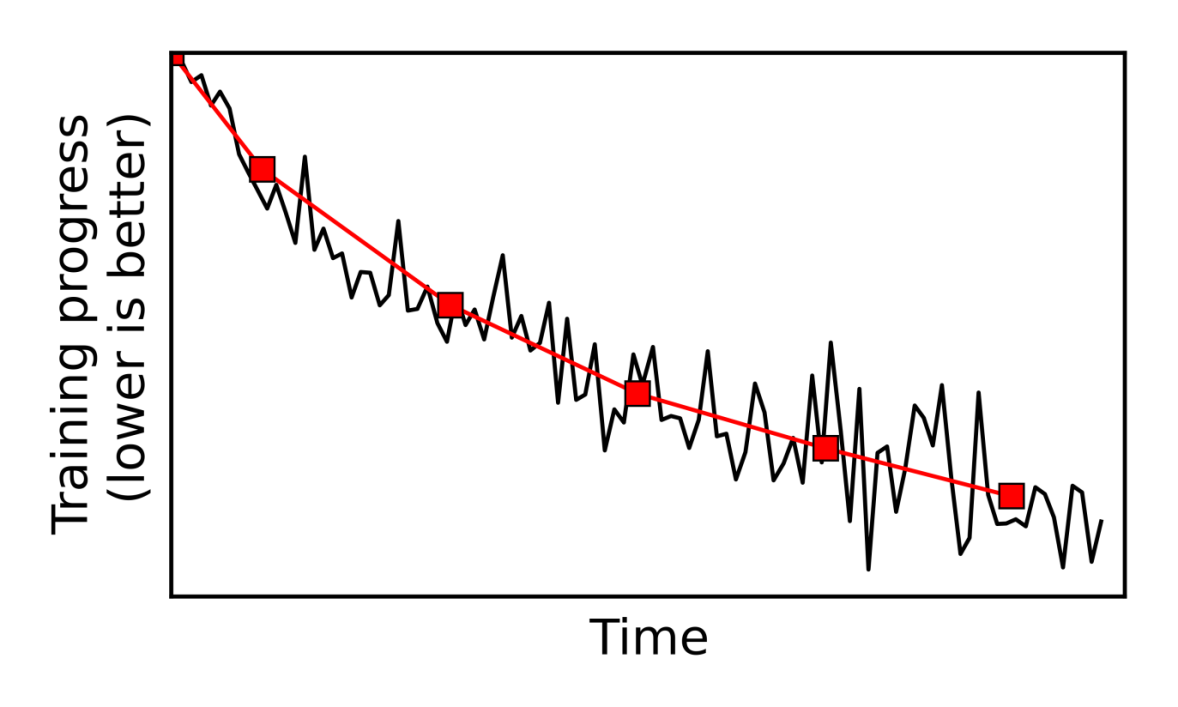 Training progress
(lower is better)
Time